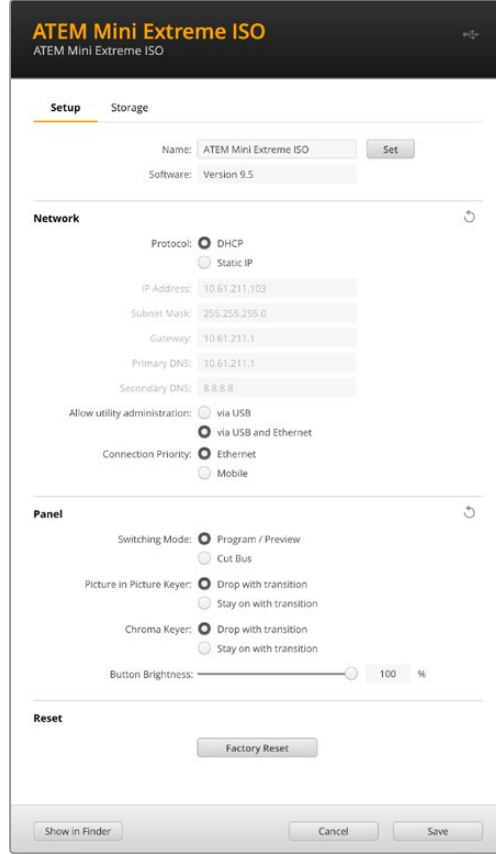 ATEM Mini Extreme ISO
ATEM Mini Extreme ISO
Setup Storage
Name: ATEM Mini Extreme ISO Set
Software: Version 9.5
Network
Protocol: DHCP
Static IP
IP Address: 10.61.211.103
Subnet Mask: 255.255.255.0
Gateway: 10.61.211.1
Primary DNS: 10.61.211.1
Secondary DNS: 8.8.8.8
Allow utility administration: via USB
via USB and Ethernet
Connection Priority: Ethernet
Mobile
Panel
Switching Mode: Program / Preview
Cut Bus
Picture in Picture Keyer: Drop with transition
Stay on with transition
Chroma Keyer: Drop with transition
Stay on with transition
Button Brightness: 100 %
Reset
Factory Reset
Show in Finder Cancel Save